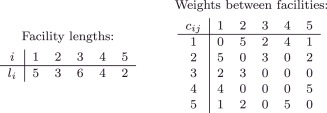 Facility lengths:
i 1 2 3 4 5
l_i 5 3 6 4 2
Weights between facilities:
c_ij 1 2 3 4 5
1 0 5 2 4 1
2 5 0 3 0 2
3 2 3 0 0 0
4 4 0 0 0 5
5 1 2 0 5 0